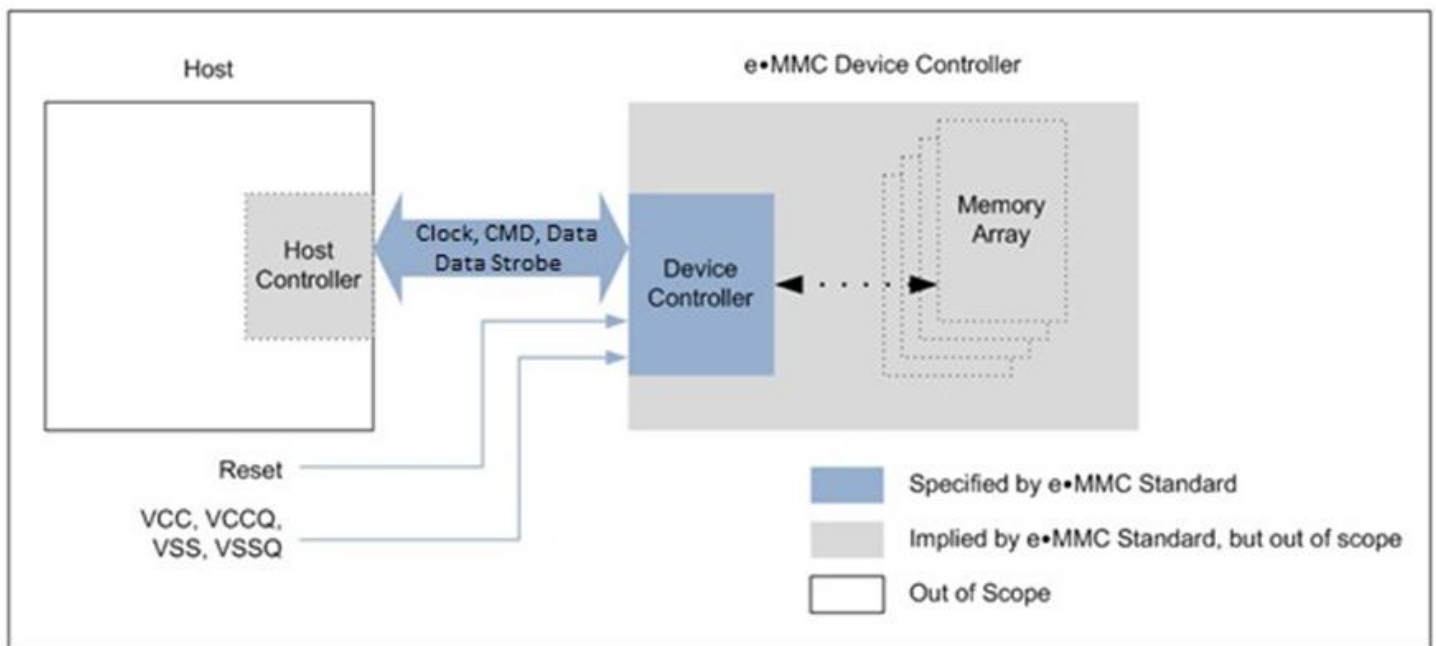 Host
e•MMC Device Controller
Host
Controller
Clock, CMD, Data
Data Strobe
Device
Controller
Memory
Array
Reset
VCC, VCCQ,
VSS, VSSQ
Specified by e•MMC Standard
Implied by e•MMC Standard, but out of scope
Out of Scope